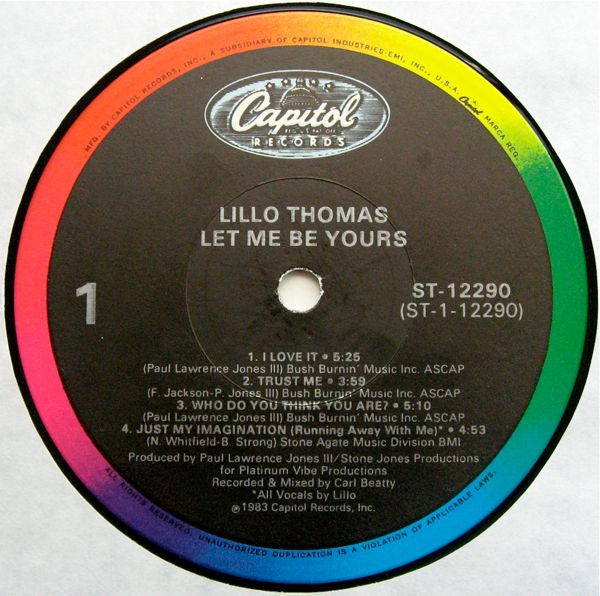 MFG. BY CAPITOL RECORDS, INC., A SUBSIDIARY OF CAPITOL INDUSTRIES-EMI, INC., U.S.A. Capitol MARCA REG.
Capitol
REG. U.S. PAT. OFF.
RECORDS
LILLO THOMAS
LET ME BE YOURS
1
ST-12290
(ST-1-12290)
1. I LOVE IT • 5:25
(Paul Lawrence Jones III) Bush Burnin' Music Inc. ASCAP
2. TRUST ME • 3:59
(F. Jackson-P. Jones III) Bush Burnin' Music Inc. ASCAP
3. WHO DO YOU THINK YOU ARE? • 5:10
(Paul Lawrence Jones III) Bush Burnin' Music Inc. ASCAP
4. JUST MY IMAGINATION (Running Away With Me)* • 4:53
(N. Whitfield-B. Strong) Stone Agate Music Division BMI
Produced by Paul Lawrence Jones III/Stone Jones Productions
for Platinum Vibe Productions
Recorded & Mixed by Carl Beatty
*All Vocals by Lillo
℗1983 Capitol Records, Inc.
ALL RIGHTS RESERVED. UNAUTHORIZED DUPLICATION IS A VIOLATION OF APPLICABLE LAWS.